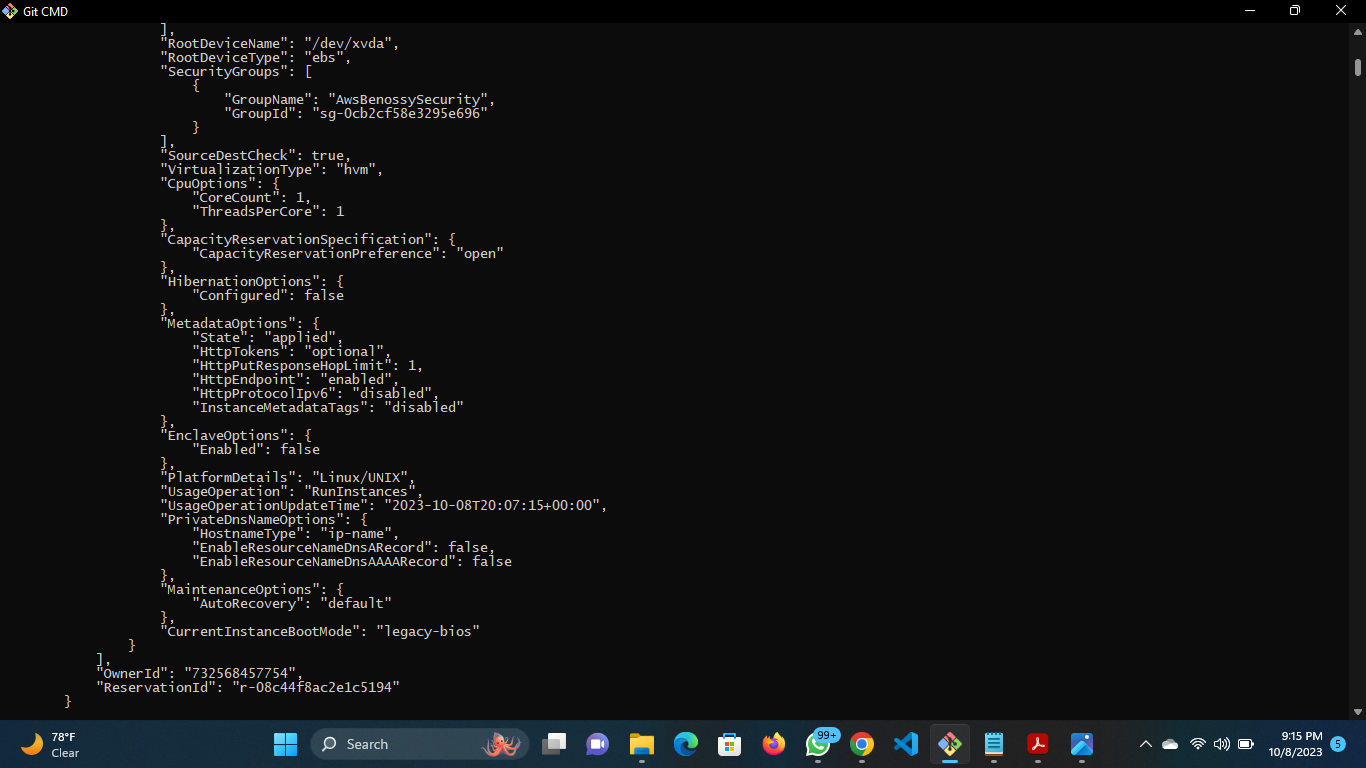 Git CMD
],
"RootDeviceName": "/dev/xvda",
"RootDeviceType": "ebs",
"SecurityGroups": [
{
"GroupName": "AwsBenossySecurity",
"GroupId": "sg-0cb2cf58e3295e696"
}
],
"SourceDestCheck": true,
"VirtualizationType": "hvm",
"CpuOptions": {
"CoreCount": 1,
"ThreadsPerCore": 1
},
"CapacityReservationSpecification": {
"CapacityReservationPreference": "open"
},
"HibernationOptions": {
"Configured": false
},
"MetadataOptions": {
"State": "applied",
"HttpTokens": "optional",
"HttpPutResponseHopLimit": 1,
"HttpEndpoint": "enabled",
"HttpProtocolIpv6": "disabled",
"InstanceMetadataTags": "disabled"
},
"EnclaveOptions": {
"Enabled": false
},
"PlatformDetails": "Linux/UNIX",
"UsageOperation": "RunInstances",
"UsageOperationUpdateTime": "2023-10-08T20:07:15+00:00",
"PrivateDnsNameOptions": {
"HostnameType": "ip-name",
"EnableResourceNameDnsARecord": false,
"EnableResourceNameDnsAAAARecord": false
},
"MaintenanceOptions": {
"AutoRecovery": "default"
},
"CurrentInstanceBootMode": "legacy-bios"
}
],
"OwnerId": "732568457754",
"ReservationId": "r-08c44f8ac2e1c5194"
}
78°F
Clear
Search
99+
9:15 PM
10/8/2023
5